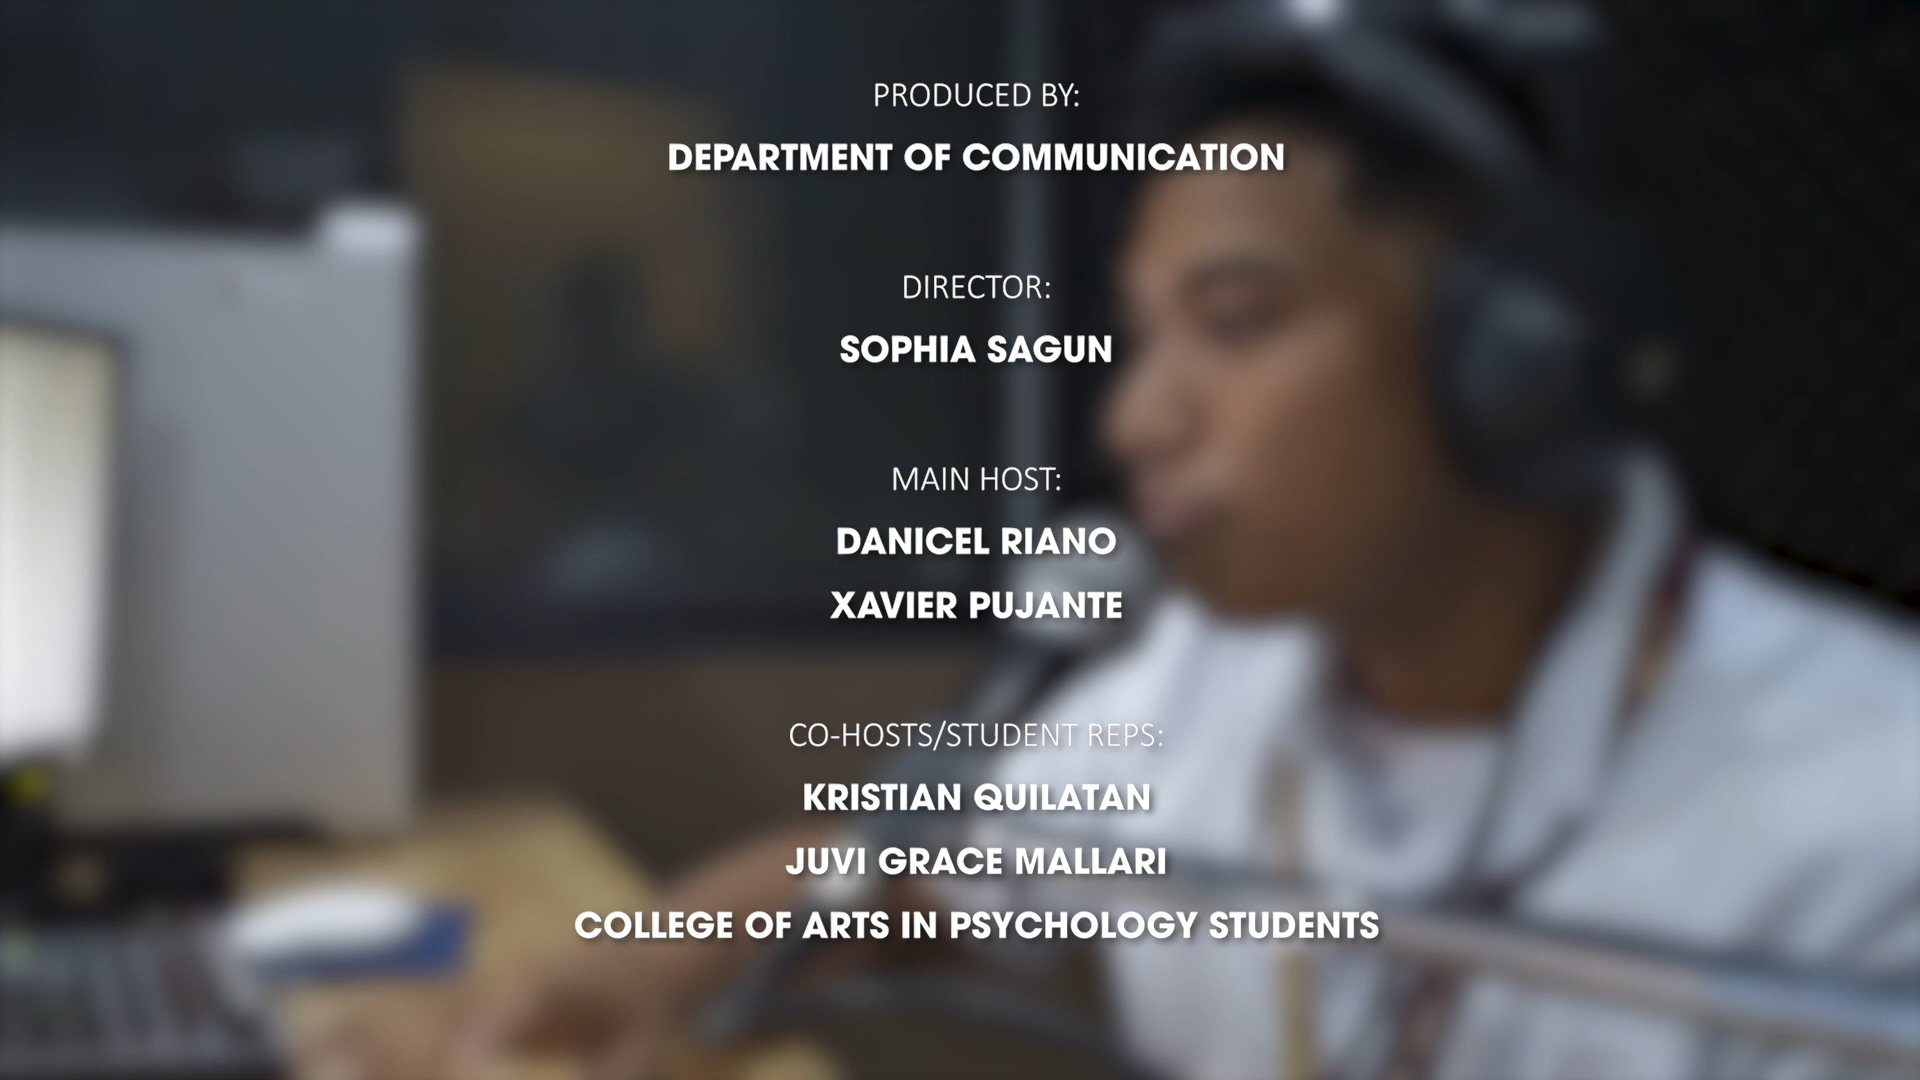 PRODUCED BY:
DEPARTMENT OF COMMUNICATION
DIRECTOR:
SOPHIA SAGUN
MAIN HOST:
DANICEL RIANO
XAVIER PUJANTE
CO-HOSTS/STUDENT REPS:
KRISTIAN QUILATAN
JUVI GRACE MALLARI
COLLEGE OF ARTS IN PSYCHOLOGY STUDENTS